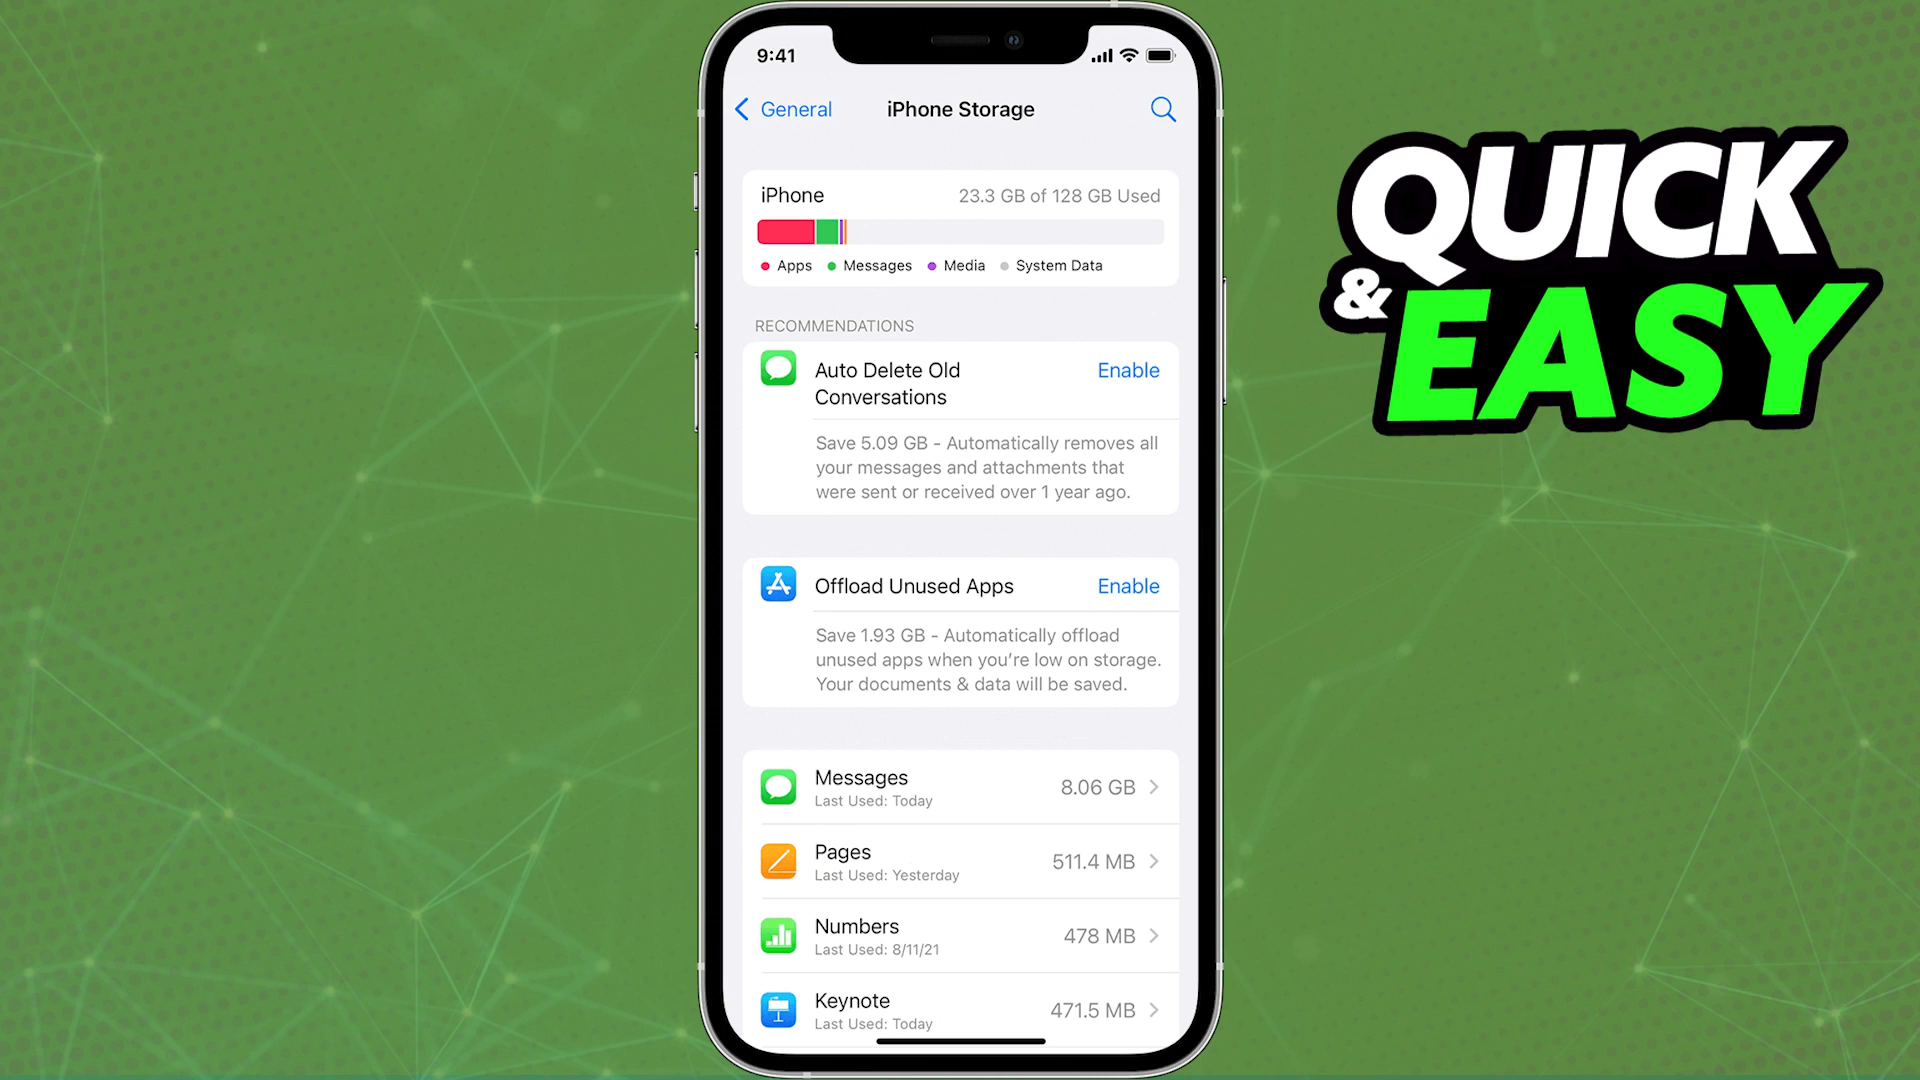 9:41
General
iPhone Storage
iPhone
23.3 GB of 128 GB Used
Apps
Messages
Media
System Data
RECOMMENDATIONS
Auto Delete Old
Conversations
Enable
Save 5.09 GB - Automatically removes all
your messages and attachments that
were sent or received over 1 year ago.
Offload Unused Apps
Enable
Save 1.93 GB - Automatically offload
unused apps when you’re low on storage.
Your documents & data will be saved.
Messages
Last Used: Today
8.06 GB
Pages
Last Used: Yesterday
511.4 MB
Numbers
Last Used: 8/11/21
478 MB
Keynote
Last Used: Today
471.5 MB
QUICK
& EASY